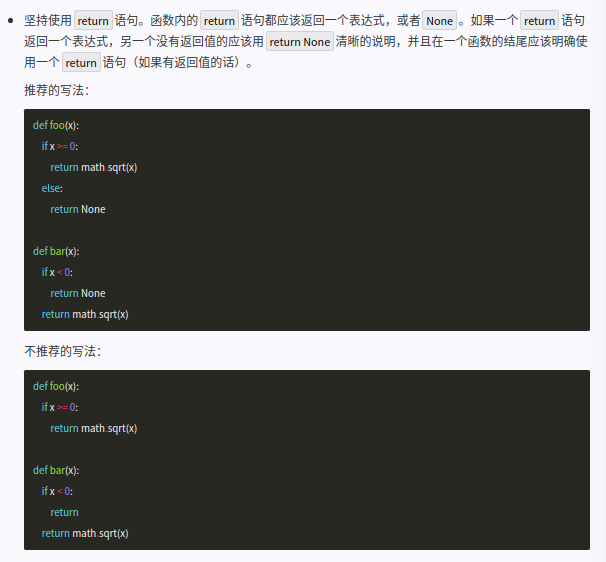 坚持使用 return 语句。函数内的 return 语句都应该返回一个表达式，或者 None 。如果一个 return 语句
返回一个表达式，另一个没有返回值的应该用 return None 清晰的说明，并且在一个函数的结尾应该明确使
用一个 return 语句（如果有返回值的话）。
推荐的写法：
def foo(x):
    if x >= 0:
        return math.sqrt(x)
    else:
        return None

def bar(x):
    if x < 0:
        return None
    return math.sqrt(x)
不推荐的写法：
def foo(x):
    if x >= 0:
        return math.sqrt(x)

def bar(x):
    if x < 0:
        return
    return math.sqrt(x)